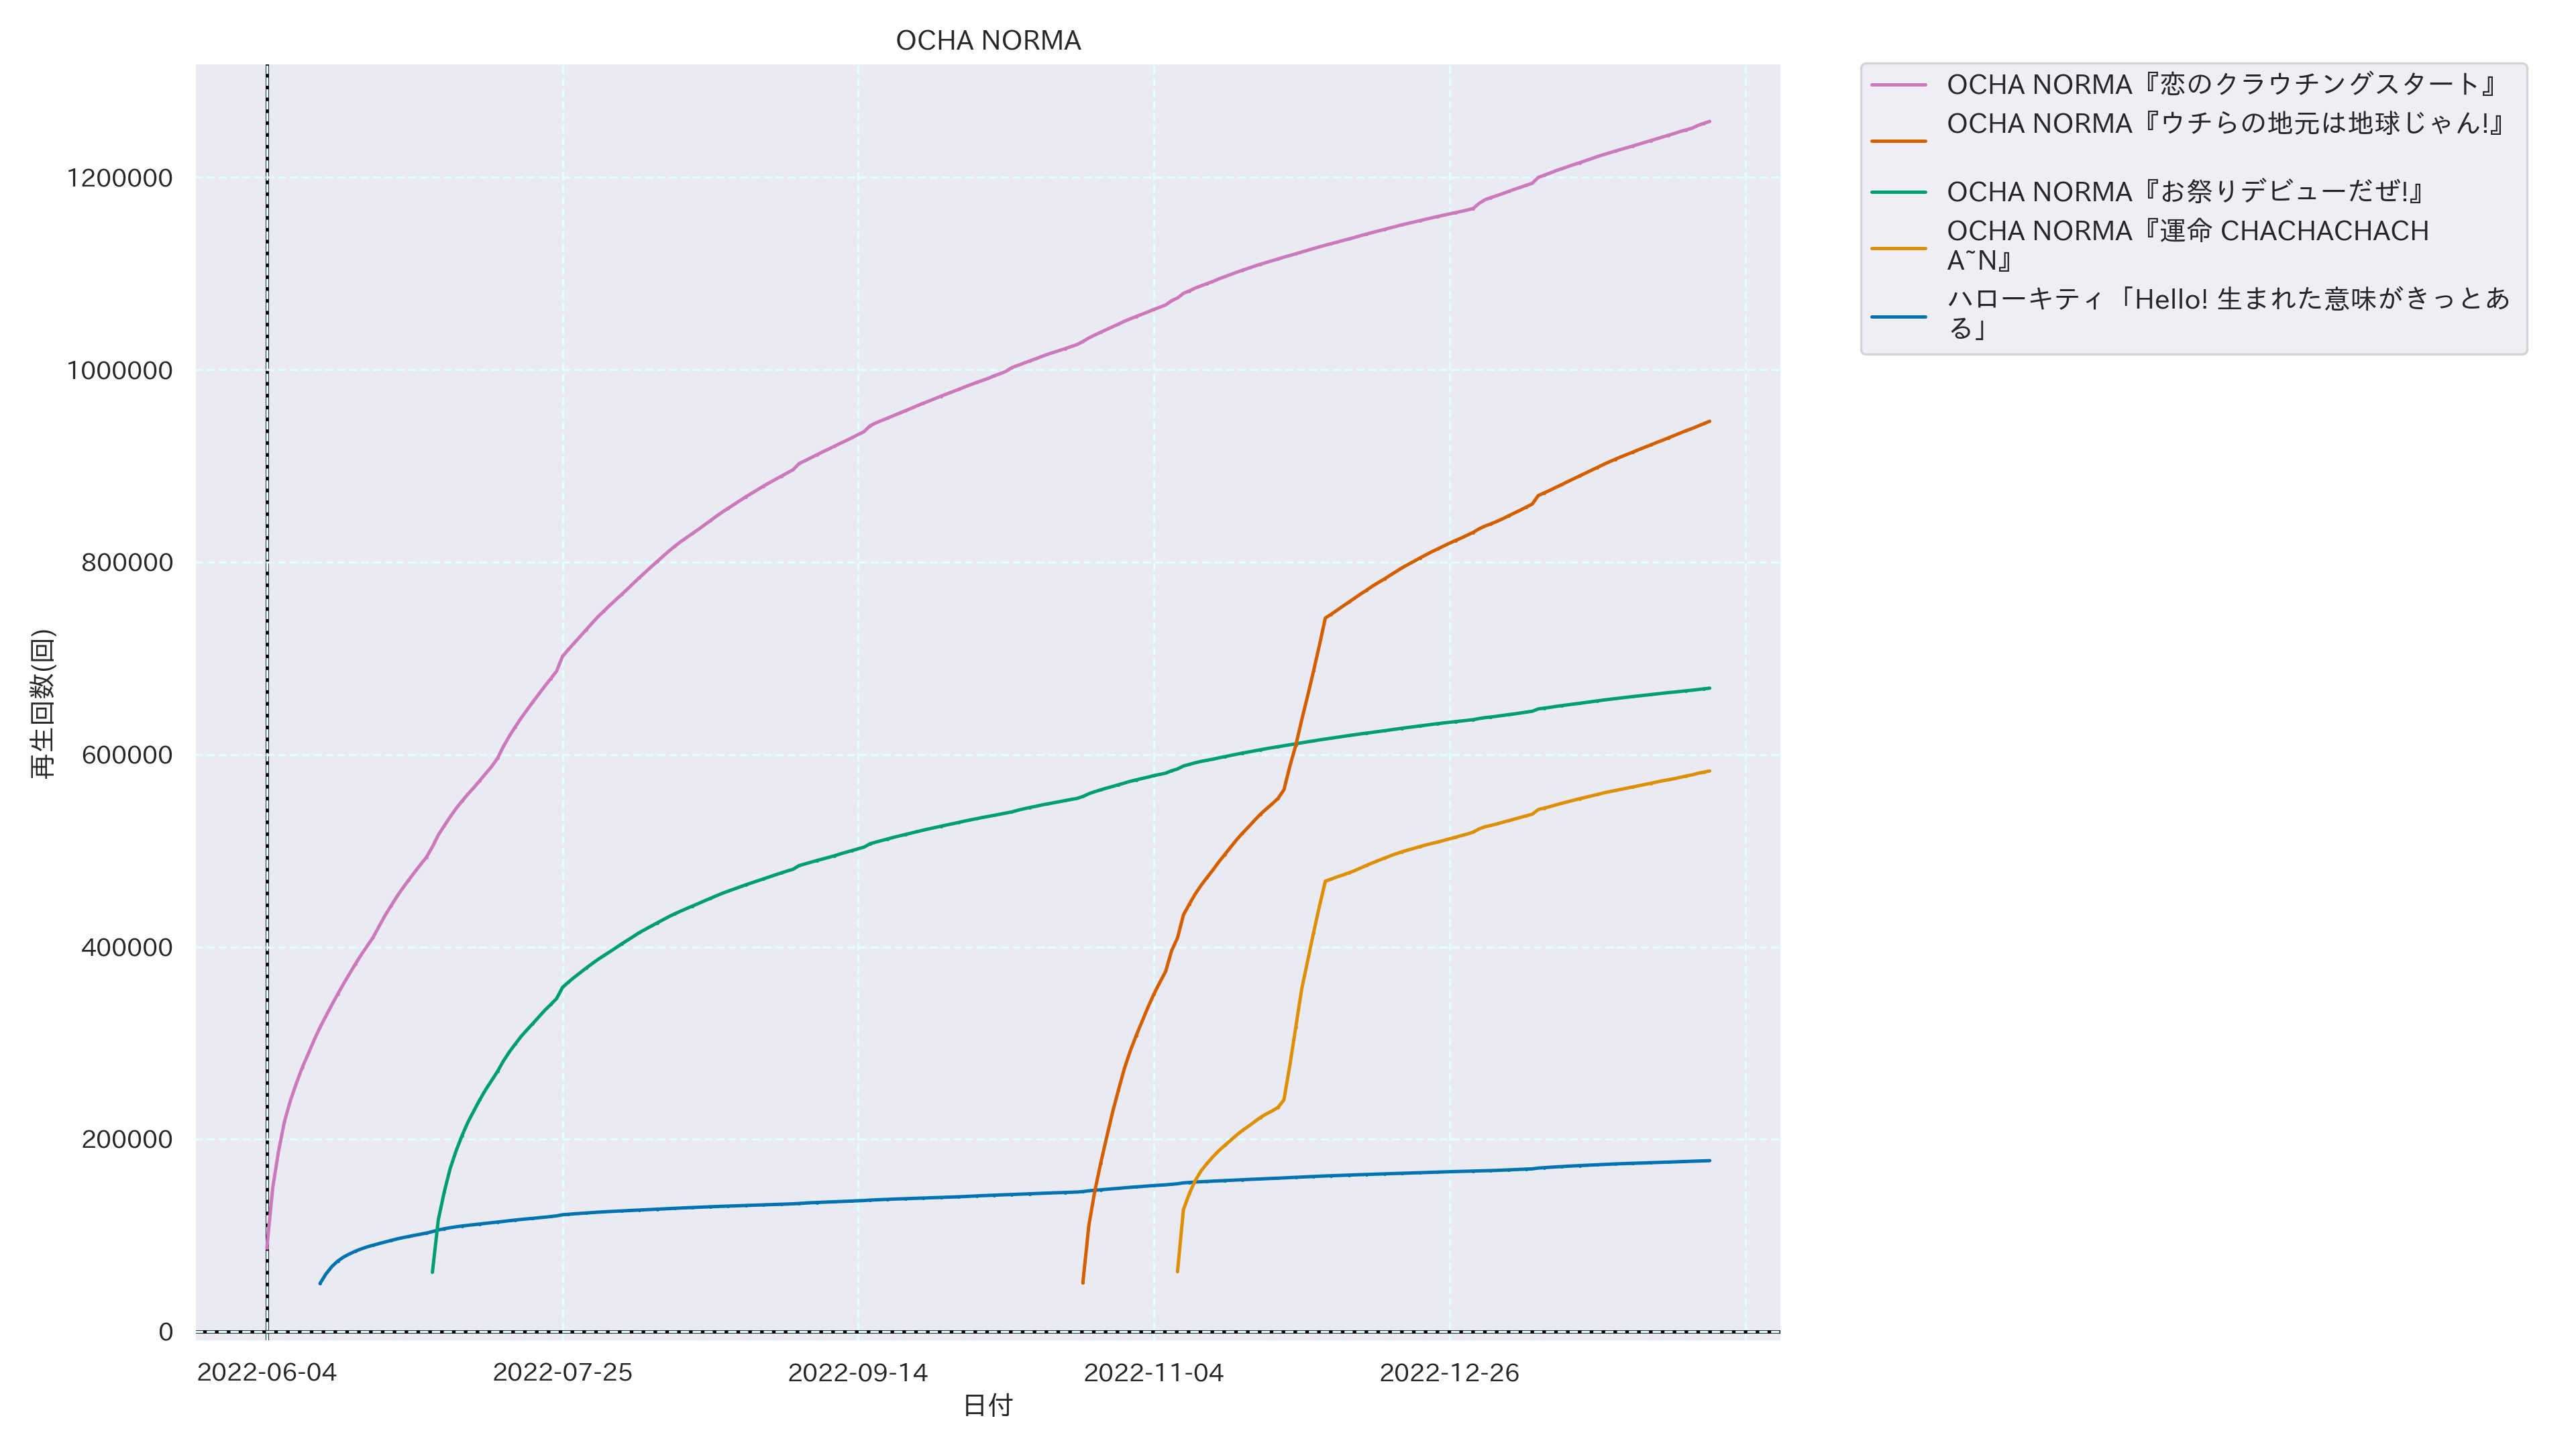 OCHA NORMA
1200000
1000000
800000
600000
400000
200000
0
再生回数(回)
2022-06-04
2022-07-25
2022-09-14
2022-11-04
2022-12-26
日付
OCHA NORMA『恋のクラウチングスタート』
OCHA NORMA『ウチらの地元は地球じゃん!』
OCHA NORMA『お祭りデビューだぜ!』
OCHA NORMA『運命 CHACHACHACH
A~N』
ハローキティ「Hello! 生まれた意味がきっとあ
る」